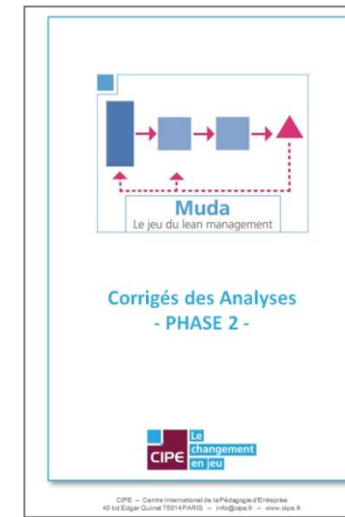 Muda
Le jeu du lean management
Corrigés des Analyses
- PHASE 2 -
CIPE
Le
changement
en jeu
CIPE – Centre International de la Pédagogie d'Entreprise
40 bd Edgar Quinet 75014 PARIS – info@cipe.fr – www.cipe.fr